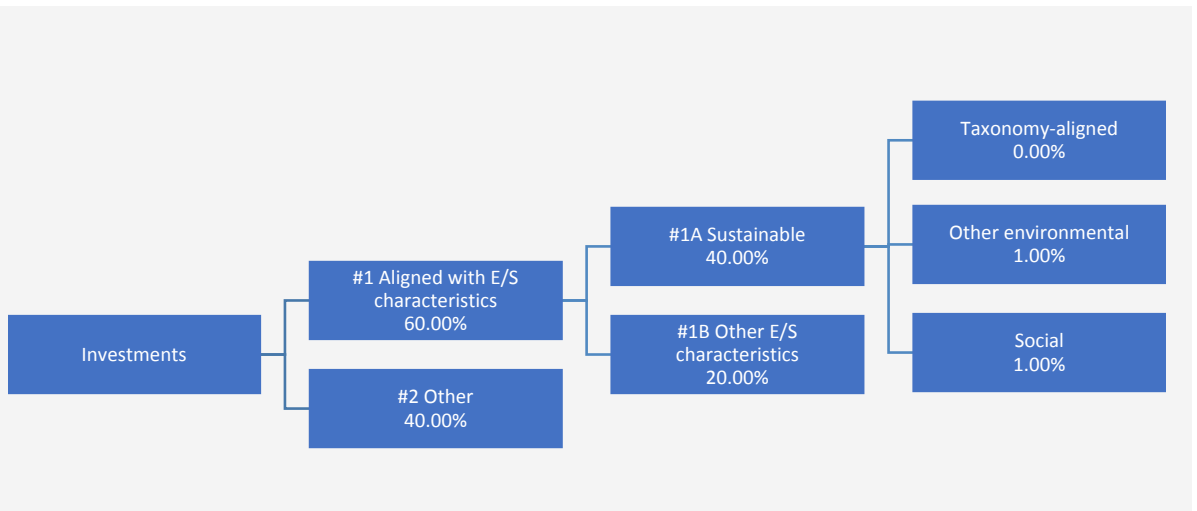 Investments
#1 Aligned with E/S
characteristics
60.00%
#2 Other
40.00%
#1A Sustainable
40.00%
#1B Other E/S
characteristics
20.00%
Taxonomy-aligned
0.00%
Other environmental
1.00%
Social
1.00%